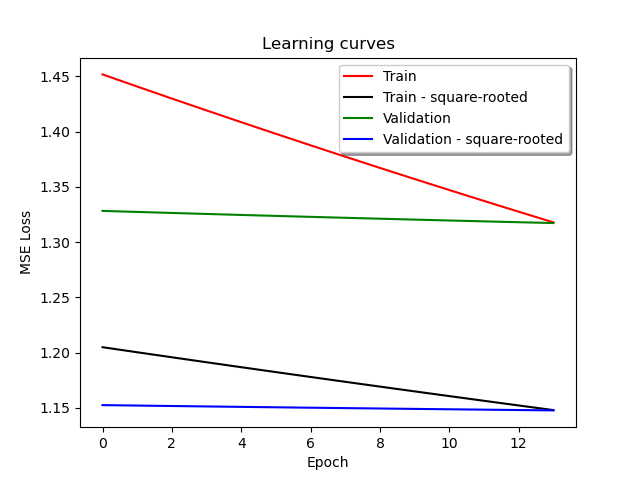 Learning curves
Train
Train - square-rooted
Validation
Validation - square-rooted
1.45
1.40
1.35
1.30
1.25
1.20
1.15
MSE Loss
0 2 4 6 8 10 12
Epoch